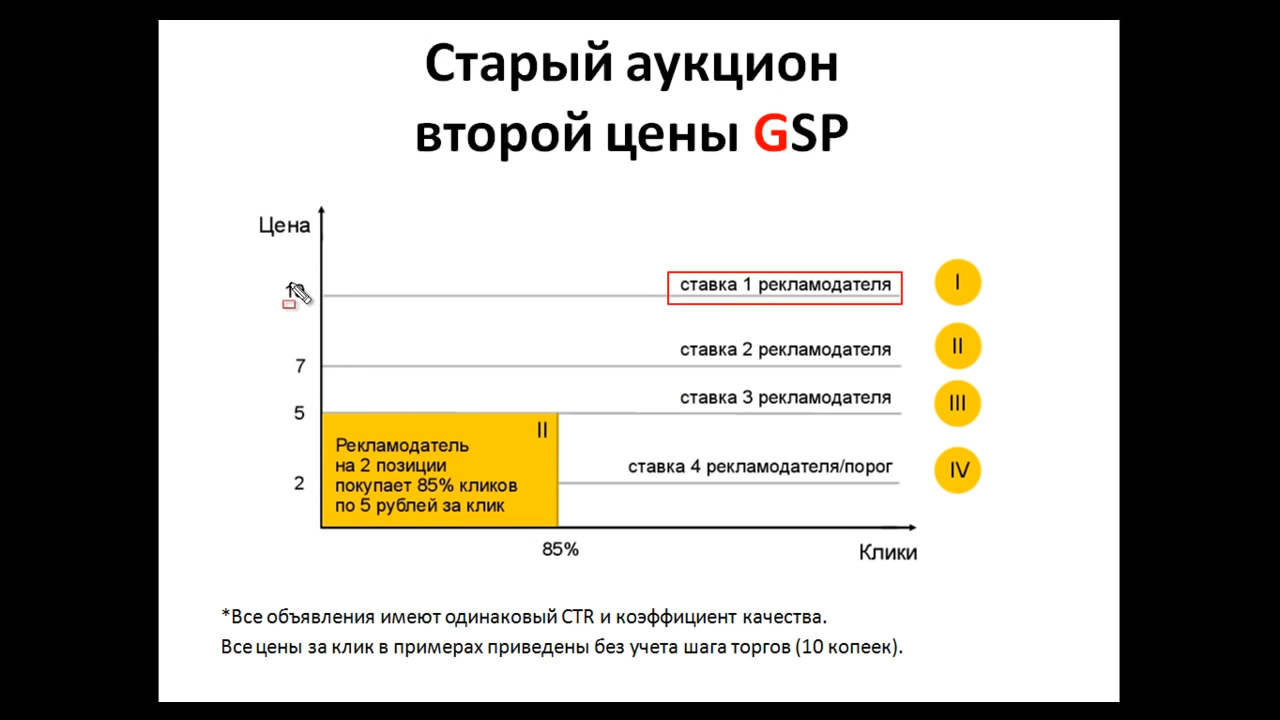 Старый аукцион
второй цены GSP
Цена
ставка 1 рекламодателя
I
ставка 2 рекламодателя
II
7
ставка 3 рекламодателя
III
5
II
Рекламодатель
на 2 позиции
покупает 85% кликов
по 5 рублей за клик
ставка 4 рекламодателя/порог
IV
2
85%
Клики
*Все объявления имеют одинаковый CTR и коэффициент качества.
Все цены за клик в примерах приведены без учета шага торгов (10 копеек).